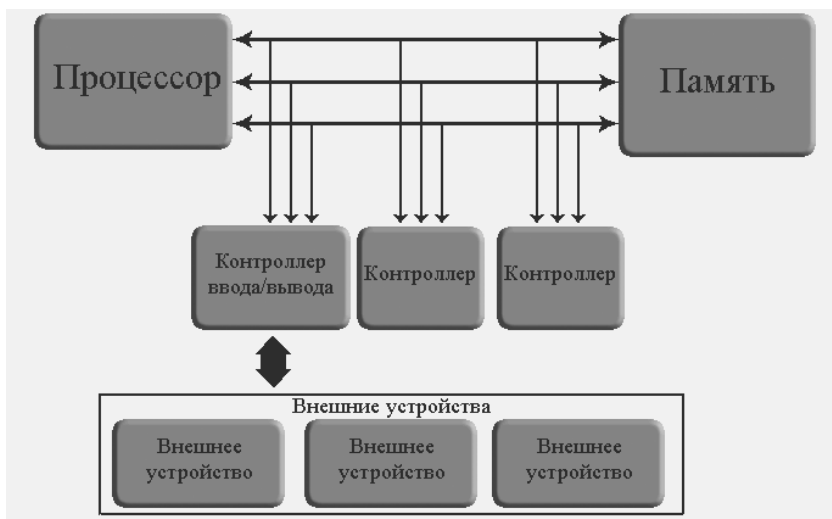 Процессор
Память
Контроллер
ввода/вывода
Контроллер
Контроллер
Внешние устройства
Внешнее
устройство
Внешнее
устройство
Внешнее
устройство